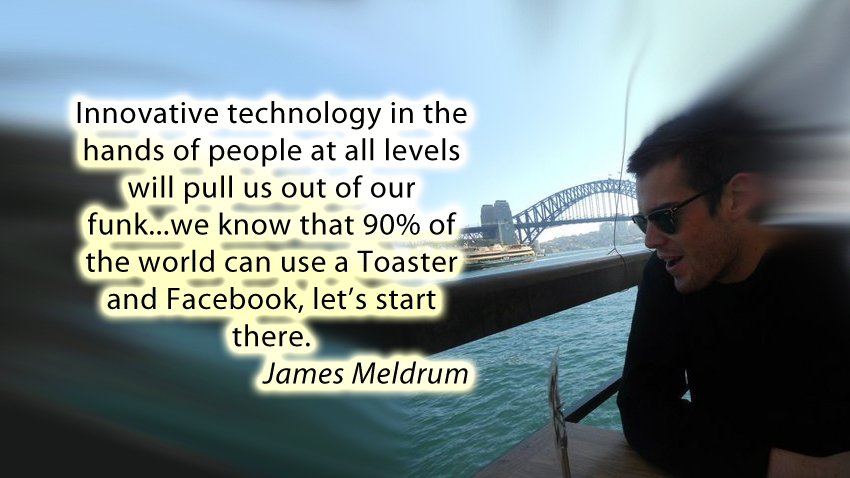 Innovative technology in the
hands of people at all levels
will pull us out of our
funk...we know that 90% of
the world can use a Toaster
and Facebook, let’s start
there.
James Meldrum